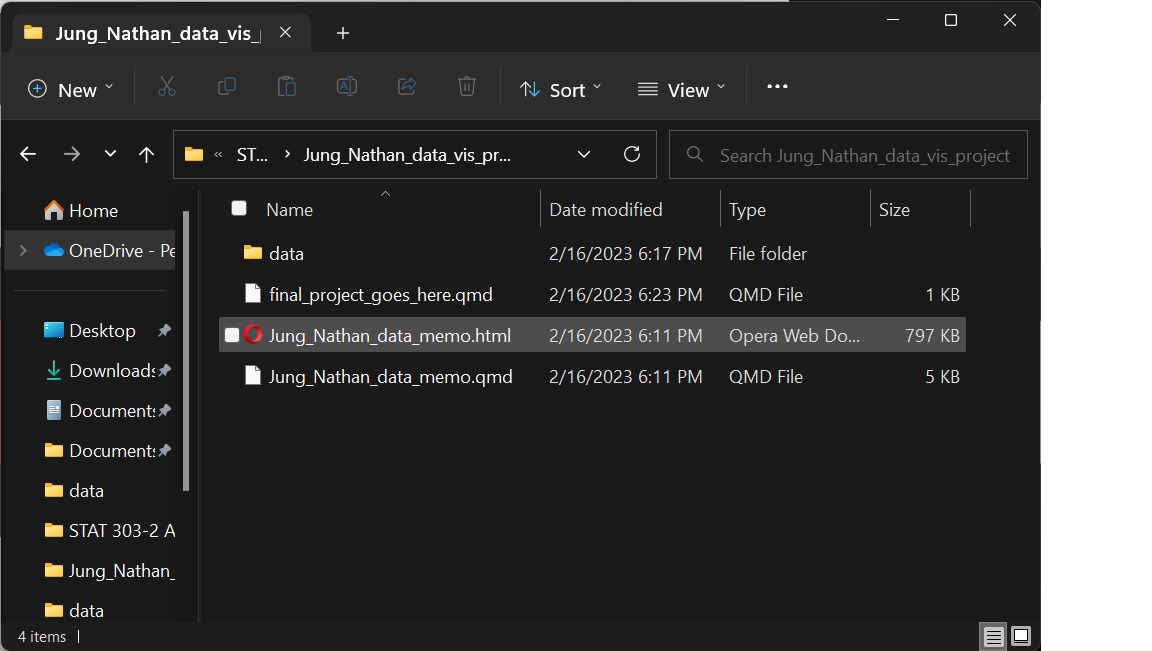 Jung_Nathan_data_vis_
New
Sort
View
ST...
Jung_Nathan_data_vis_pr...
Search Jung_Nathan_data_vis_project
Home
OneDrive - Pe
Desktop
Downloads
Documents
Documents
data
STAT 303-2 A
Jung_Nathan_
data
Name Date modified Type Size
data 2/16/2023 6:17 PM File folder
final_project_goes_here.qmd 2/16/2023 6:23 PM QMD File 1 KB
Jung_Nathan_data_memo.html 2/16/2023 6:11 PM Opera Web Do... 797 KB
Jung_Nathan_data_memo.qmd 2/16/2023 6:11 PM QMD File 5 KB
4 items